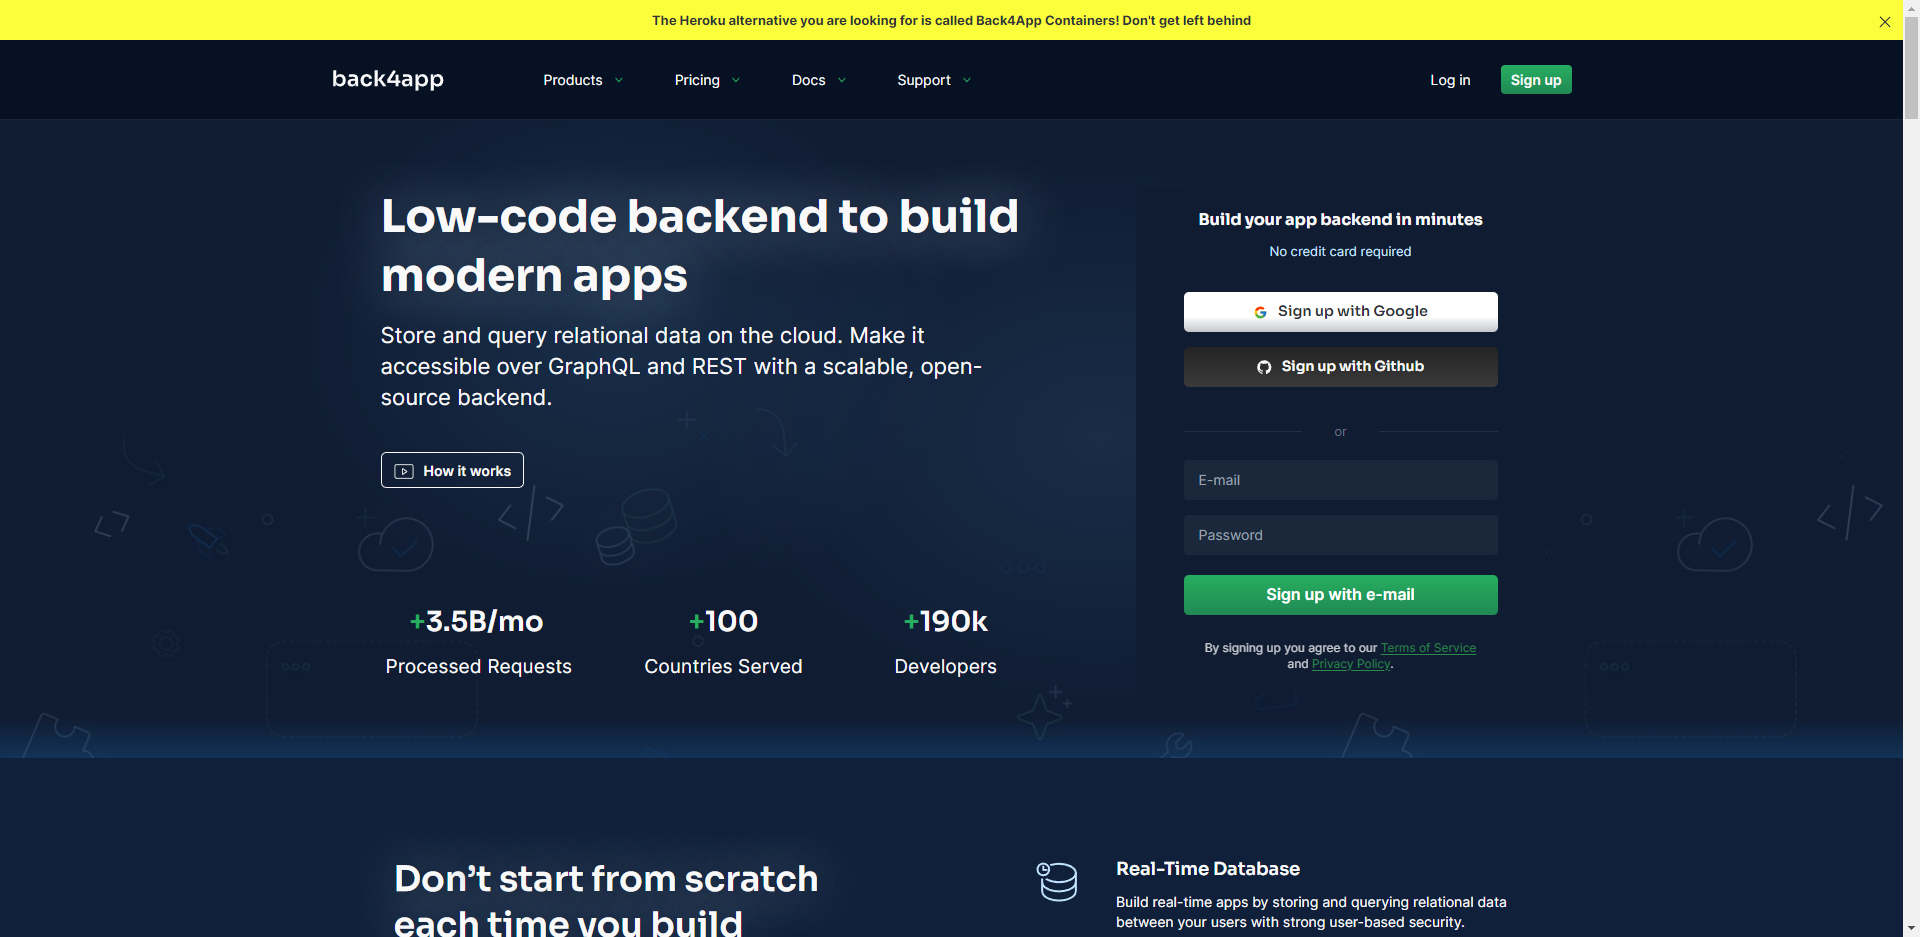 The Heroku alternative you are looking for is called Back4App Containers! Don't get left behind
back4app
Products
Pricing
Docs
Support
Log in
Sign up
Low-code backend to build
modern apps
Store and query relational data on the cloud. Make it
accessible over GraphQL and REST with a scalable, open-
source backend.
How it works
+3.5B/mo
Processed Requests
+100
Countries Served
+190k
Developers
Build your app backend in minutes
No credit card required
Sign up with Google
Sign up with Github
or
E-mail
Password
Sign up with e-mail
By signing up you agree to our Terms of Service
and Privacy Policy.
Don't start from scratch
each time you build
Real-Time Database
Build real-time apps by storing and querying relational data
between your users with strong user-based security.